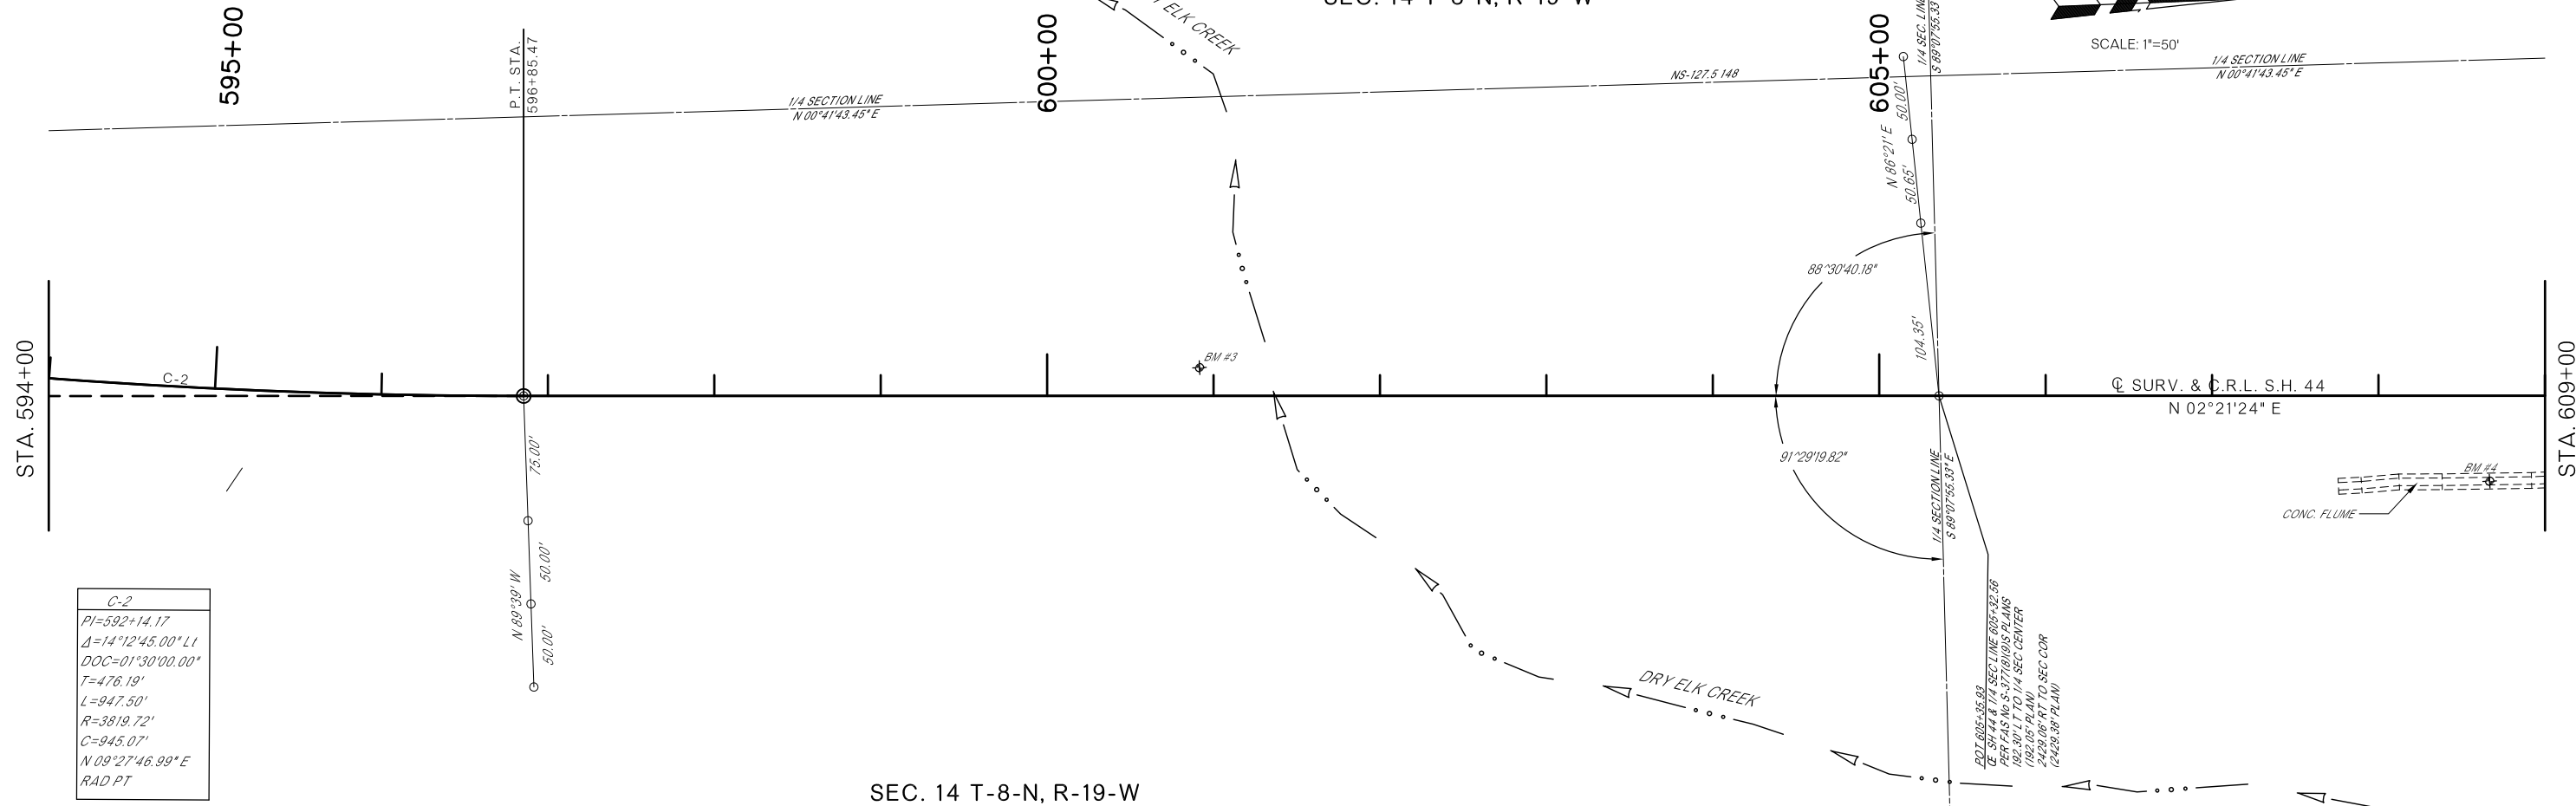 SEC. 14 T-8-N, R-19-W
595+00
P.T. STA.
596+85.47
ELK CREEK
600+00
605+00
1/4 SEC. LINE
S 89°07'55.33
SCALE: 1"=50'
1/4 SECTION LINE
N 00°41'43.45" E
NS-127.5 148
1/4 SECTION LINE
N 00°41'43.45" E
50.00'
N 86°21' E
50.65'
88^30'40.18"
104.35'
BM #3
STA. 594+00
C-2
℄ SURV. & C.R.L. S.H. 44
N 02°21'24" E
STA. 609+00
75.00'
91^29'19.82"
1/4 SECTION LINE
S 89°07'55.33" E
BM #4
CONC. FLUME
50.00'
N 89°39' W
50.00'
C-2
PI=592+14.17
Δ=14°12'45.00" Lt
DOC=01°30'00.00"
T=476.19'
L=947.50'
R=3819.72'
C=945.07'
N 09°27'46.99" E
RAD PT
DRY ELK CREEK
POT 605+35.93
SH 44 & 1/4 SEC LINE 605+32.56
PER FAS No S-377(8)(9)S PLANS
192.30' LT TO 1/4 SEC CENTER
(192.05' PLAN)
2429.06' RT TO SEC COR
(2429.38' PLAN)
SEC. 14 T-8-N, R-19-W